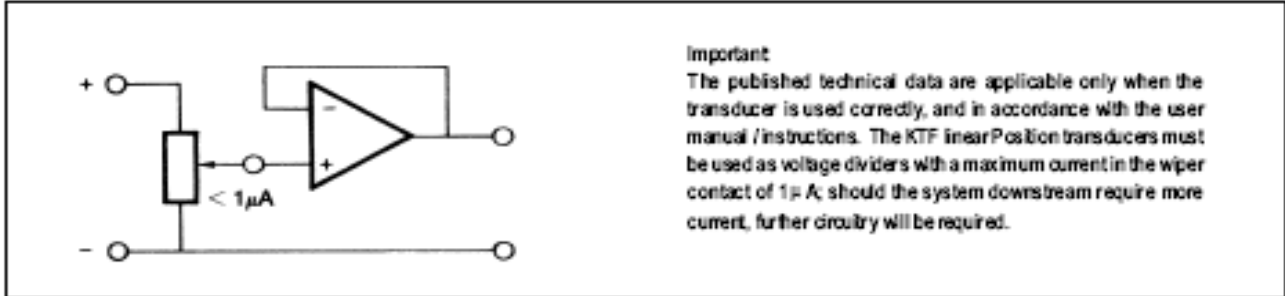 Important:
The published technical data are applicable only when the
transducer is used correctly, and in accordance with the user
manual / instructions. The KTF linear Position transducers must
be used as voltage dividers with a maximum current in the wiper
contact of 1μ A; should the system downstream require more
current, further circuitry will be required.
+
−
+
< 1μA
−